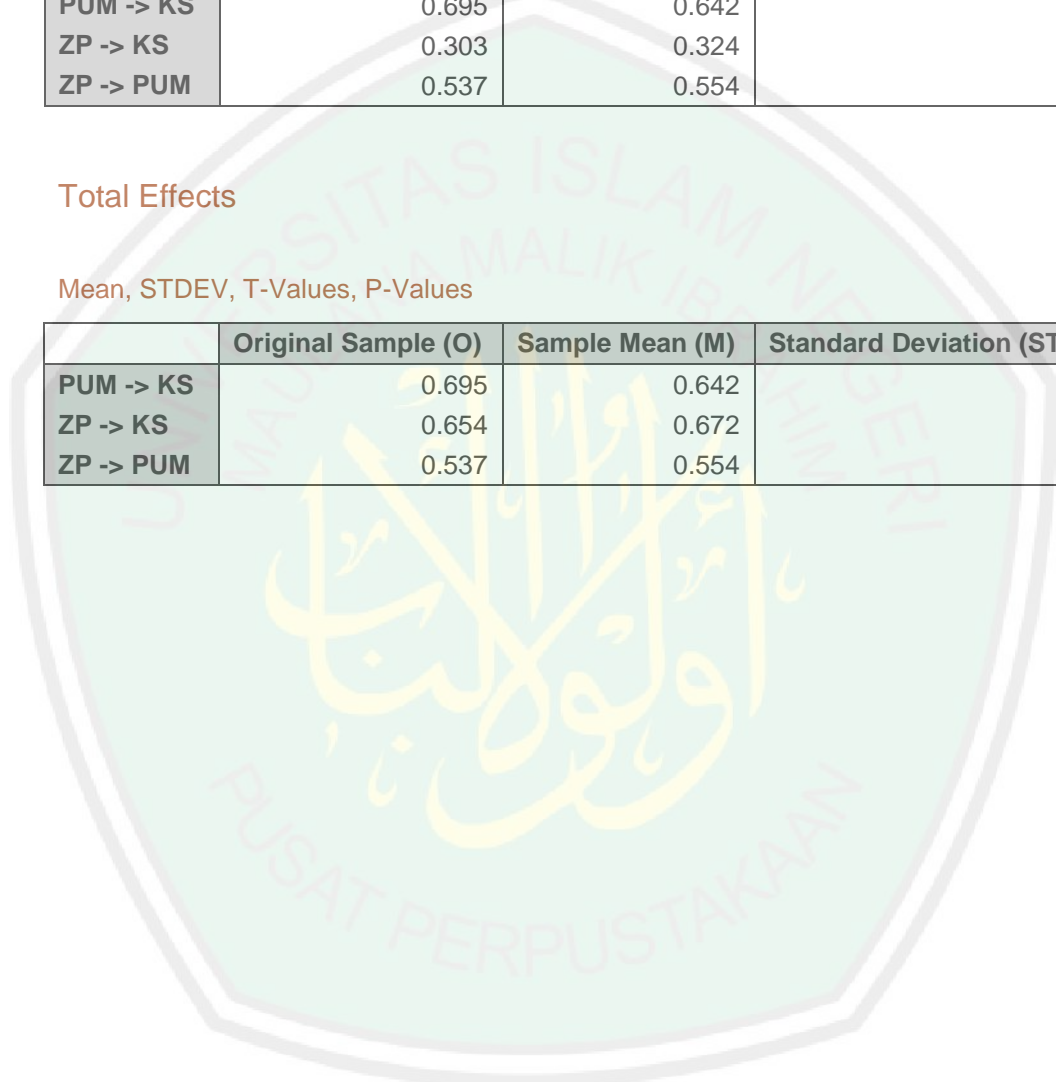 PUM -> KS 0.695 0.642
ZP -> KS 0.303 0.324
ZP -> PUM 0.537 0.554
Total Effects
Mean, STDEV, T-Values, P-Values
Original Sample (O) Sample Mean (M) Standard Deviation (ST
PUM -> KS 0.695 0.642
ZP -> KS 0.654 0.672
ZP -> PUM 0.537 0.554
UNIVERSITAS ISLAM NEGERI
MAULANA MALIK IBRAHIM
PUSAT PERPUSTAKAAN